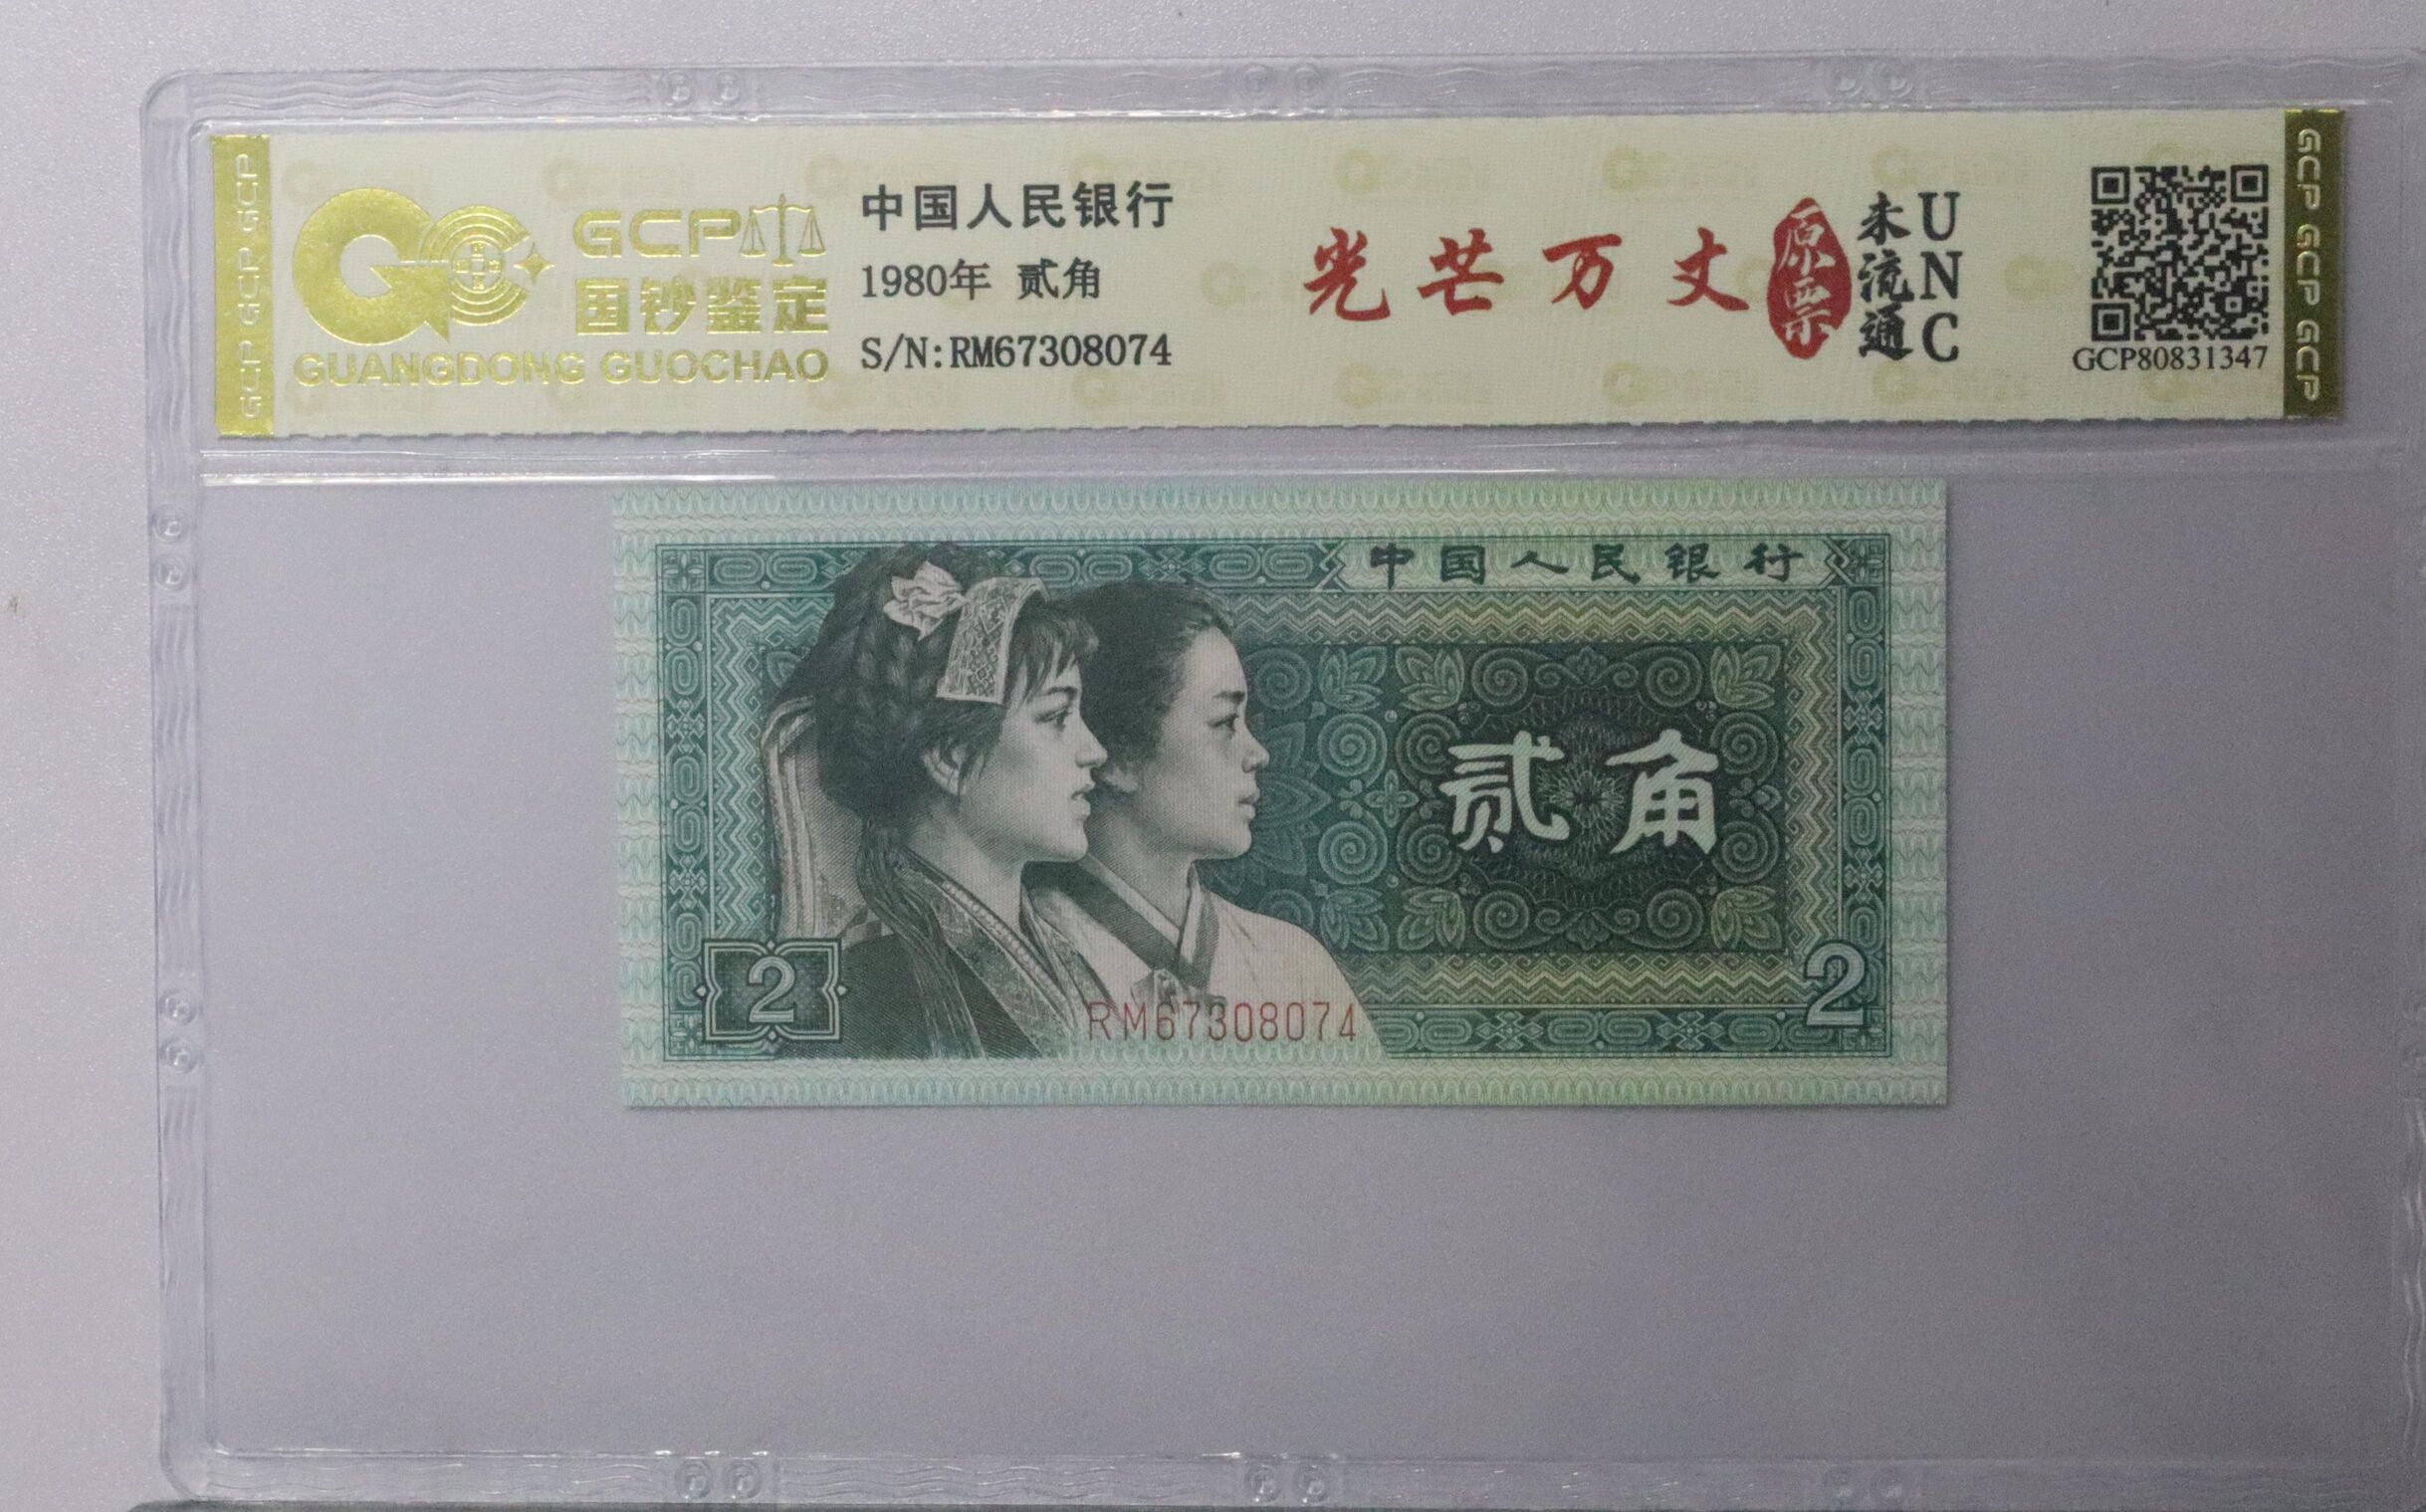 GCP GCP GCP
GCP
国钞鉴定
GUANGDONG GUOCHAO
中国人民银行
1980年 贰角
S/N:RM67308074
光芒万丈
原票
未流通
UNC
GCP80831347
GCP GCP GCP GCP
中国人民银行
贰角
2
RM67308074
2